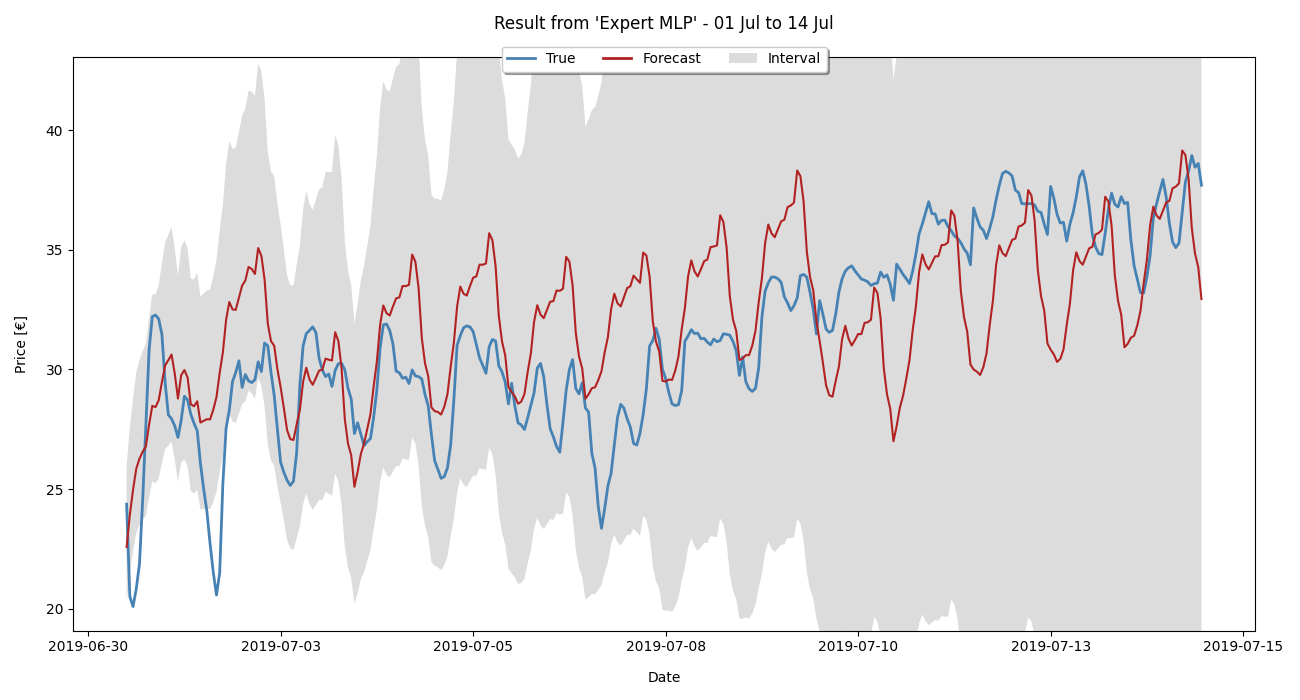 Result from 'Expert MLP' - 01 Jul to 14 Jul
True Forecast Interval
Price [€]
40
35
30
25
20
2019-06-30 2019-07-03 2019-07-05 2019-07-08 2019-07-10 2019-07-13 2019-07-15
Date